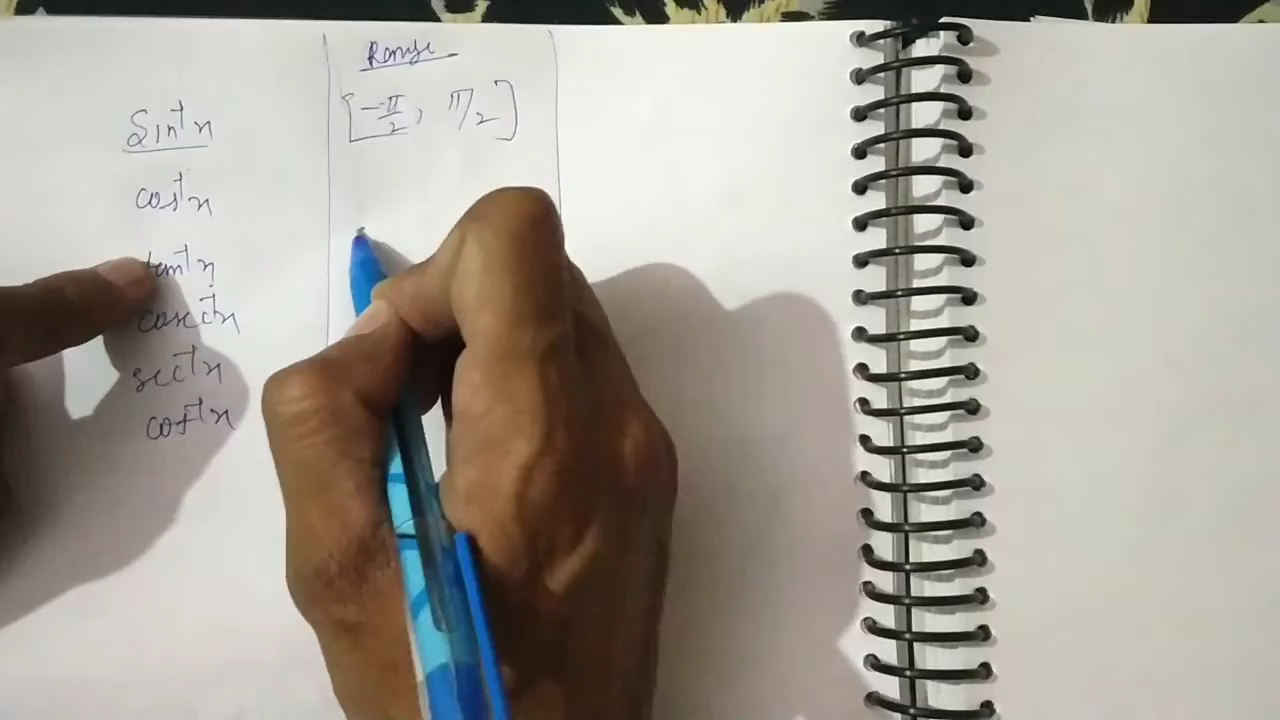 Range
Sin⁻¹x [-π/2, π/2]
cos⁻¹x
tan⁻¹x
cosec⁻¹x
sec⁻¹x
cot⁻¹x